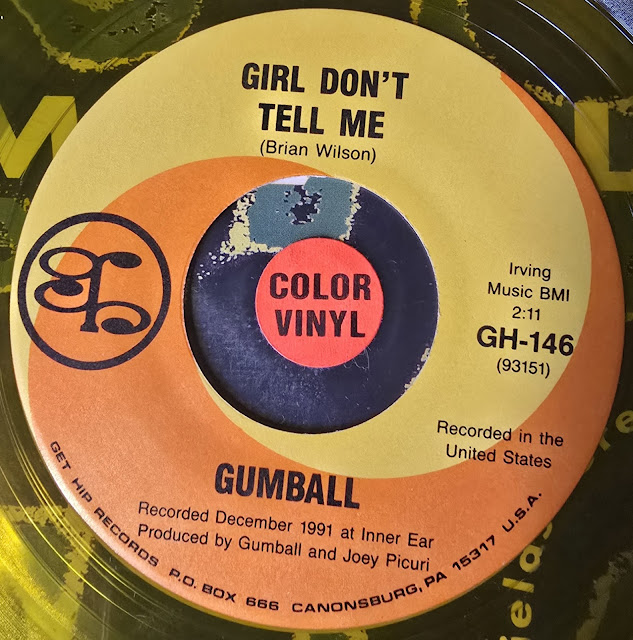 GIRL DON'T
TELL ME
(Brian Wilson)
COLOR
VINYL
Irving
Music BMI
2:11
GH-146
(93151)
Recorded in the
United States
GUMBALL
Recorded December 1991 at Inner Ear
Produced by Gumball and Joey Picuri
GET HIP RECORDS P.O. BOX 666 CANONSBURG, PA 15317 U.S.A.